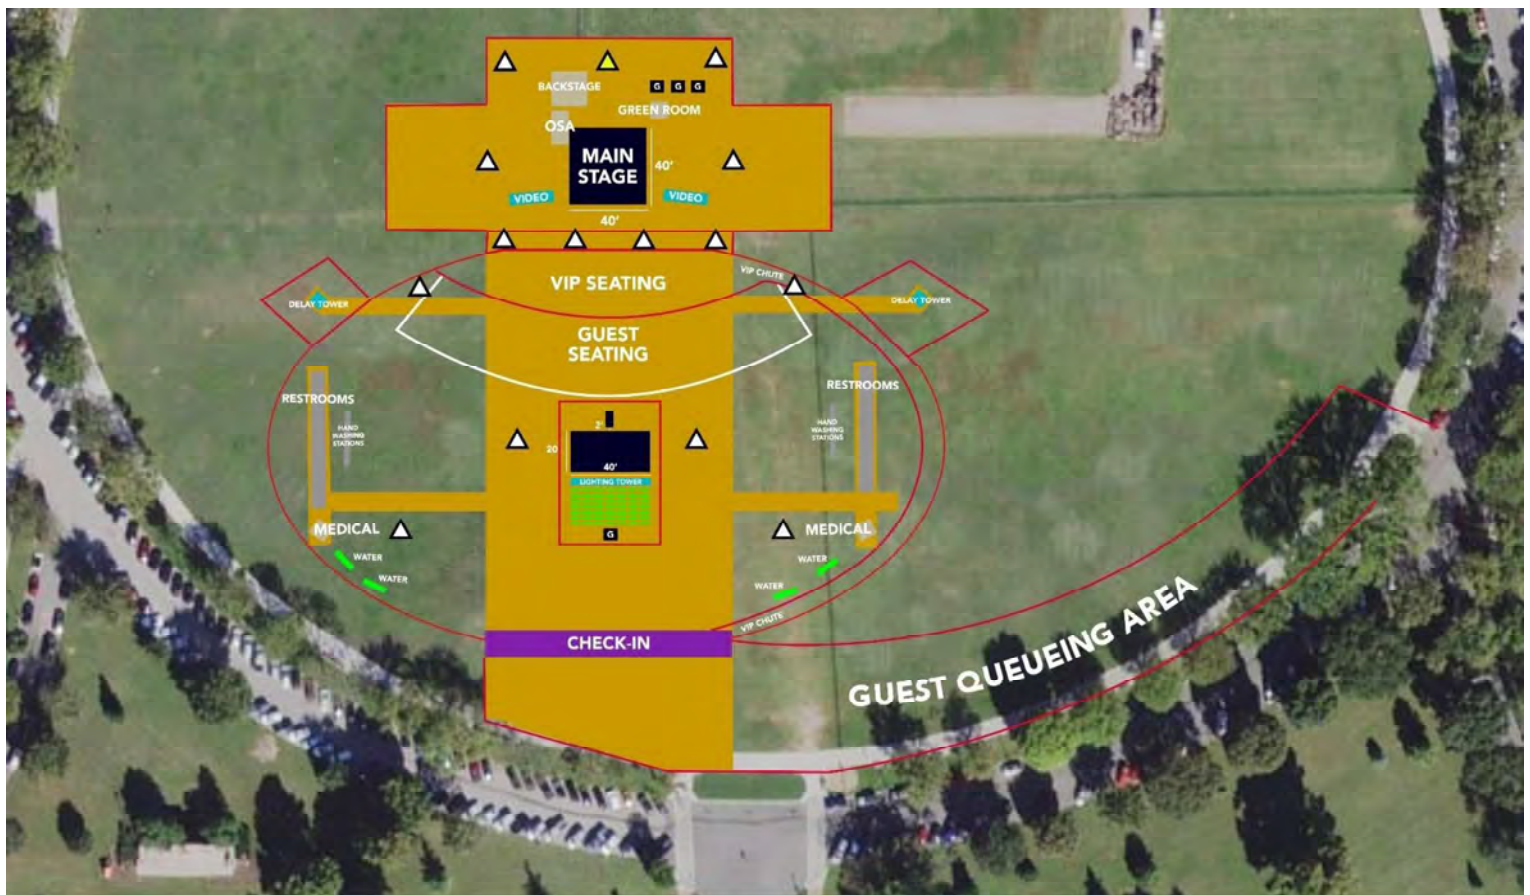 BACKSTAGE
G G G
GREEN ROOM
OSA
MAIN
STAGE
40'
VIDEO
VIDEO
40'
VIP SEATING
VIP CHUTE
DELAY TOWER
DELAY TOWER
GUEST
SEATING
RESTROOMS
RESTROOMS
HAND
WASHING
STATIONS
HAND
WASHING
STATIONS
2'
20
40'
LIGHTING TOWER
G
MEDICAL
MEDICAL
WATER
WATER
WATER
WATER
VIP CHUTE
CHECK-IN
GUEST QUEUEING AREA